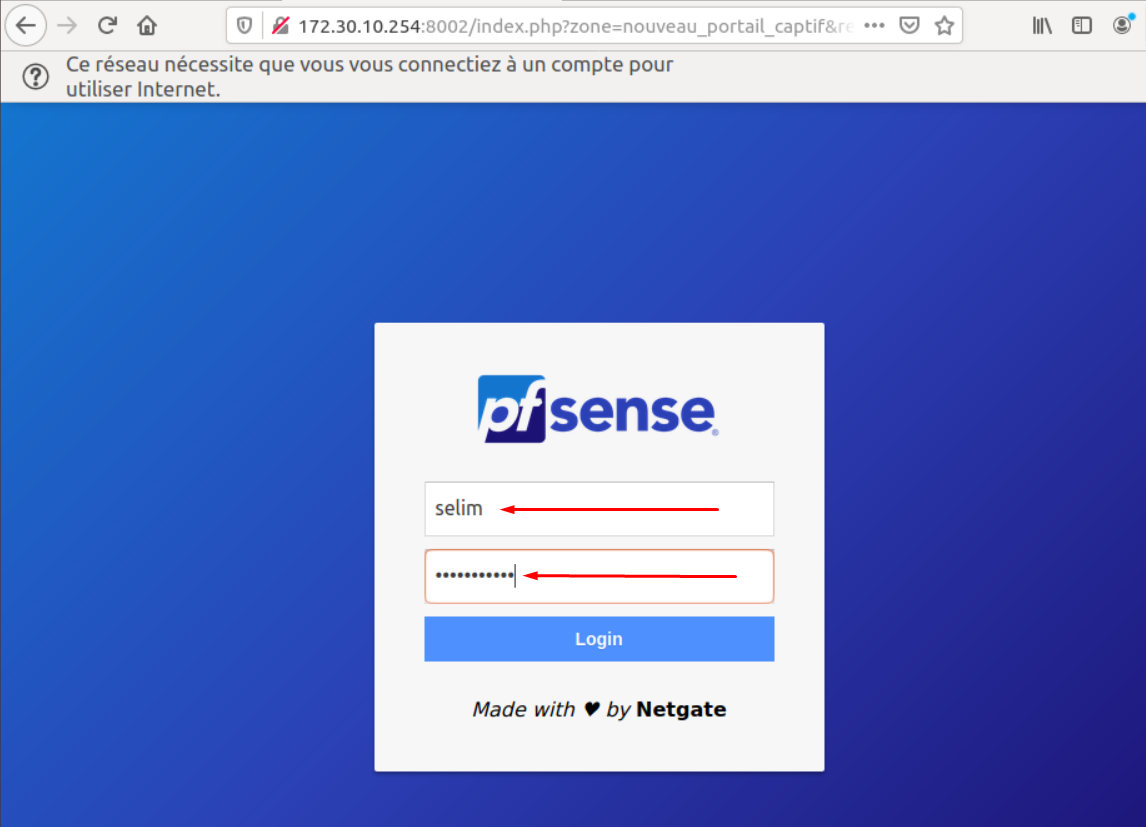 172.30.10.254:8002/index.php?zone=nouveau_portail_captif&re
Ce réseau nécessite que vous vous connectiez à un compte pour
utiliser Internet.
pfsense®
selim
•••••••••••
Login
Made with ♥ by Netgate